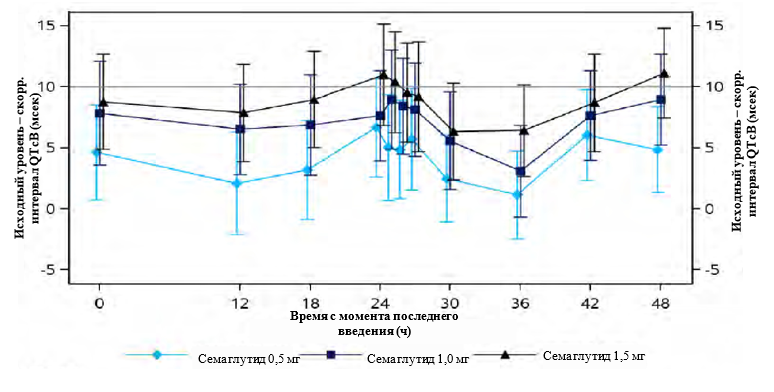 15
10
5
0
-5
Исходный уровень – скорр.
интервал QTcB (мсек)
15
10
5
0
-5
Исходный уровень – скорр.
интервал QTcB (мсек)
0 12 18 24 30 36 42 48
Время с момента последнего
введения (ч)
Семаглутид 0,5 мг Семаглутид 1,0 мг Семаглутид 1,5 мг